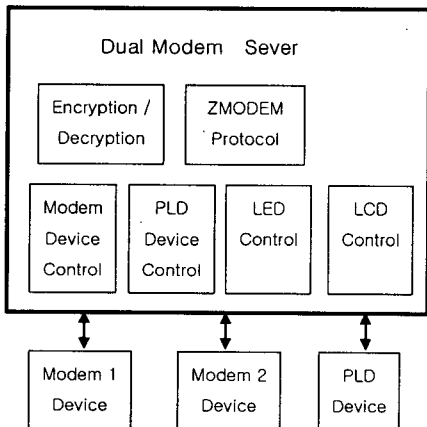 Dual Modem Sever
Encryption /
Decryption
ZMODEM
Protocol
Modem
Device
Control
PLD
Device
Control
LED
Control
LCD
Control
Modem 1
Device
Modem 2
Device
PLD
Device